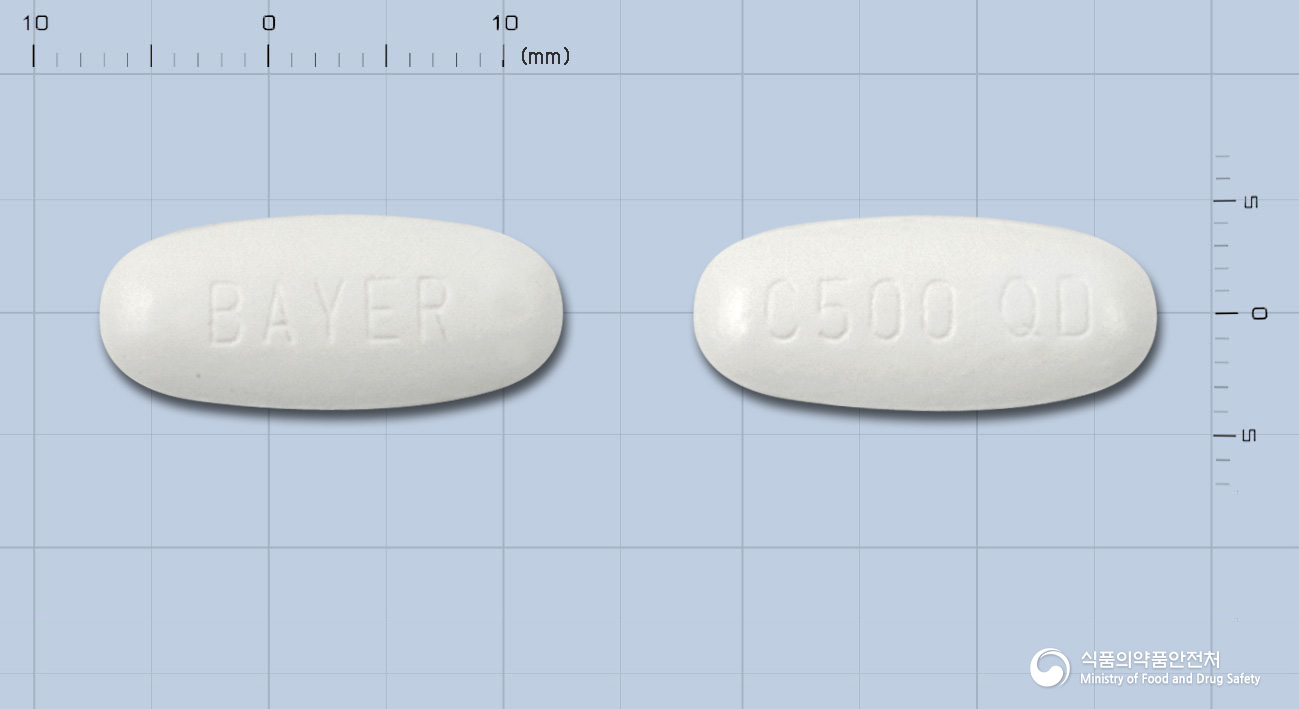 10 0 10
(mm)
5
BAYER
C500 QD
0
5
식품의약품안전처
Ministry of Food and Drug Safety